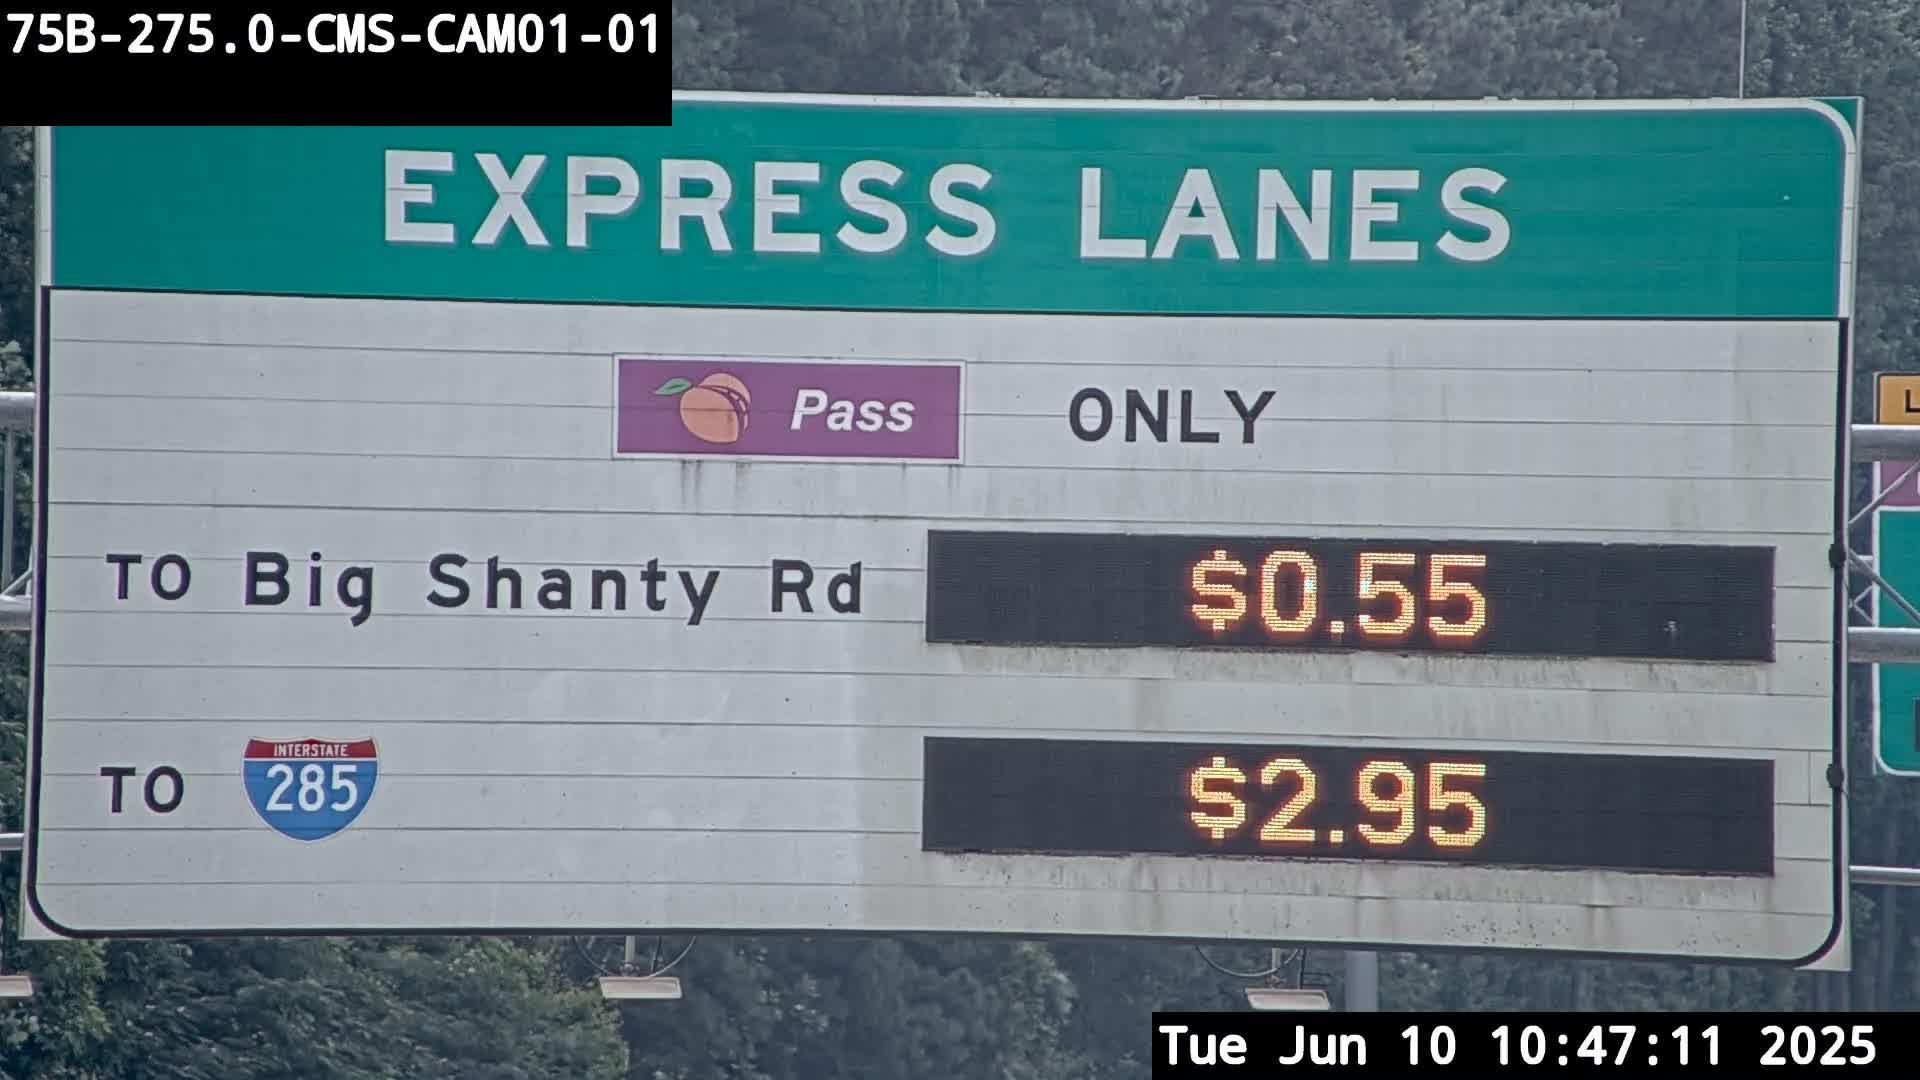 75B-275.0-CMS-CAM01-01
EXPRESS LANES
Pass ONLY
TO Big Shanty Rd $0.55
INTERSTATE
TO 285 $2.95
Tue Jun 10 10:47:11 2025